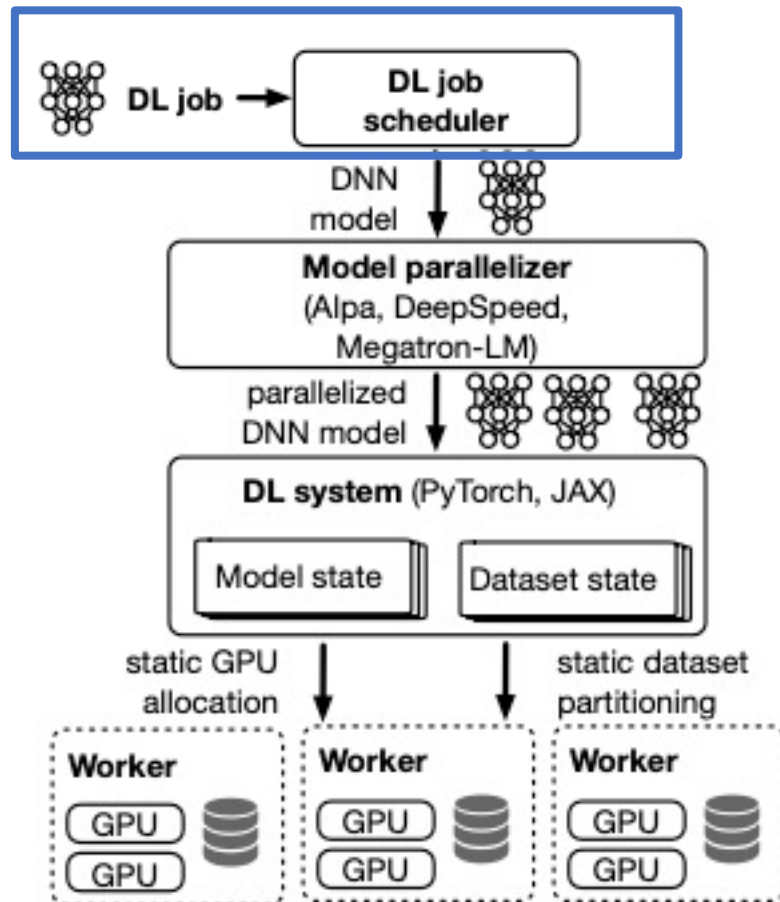 DL job
DL job
scheduler
DNN
model
Model parallelizer
(Alpa, DeepSpeed,
Megatron-LM)
parallelized
DNN model
DL system (PyTorch, JAX)
Model state
Dataset state
static GPU
allocation
static dataset
partitioning
Worker
GPU
GPU
Worker
GPU
GPU
Worker
GPU
GPU